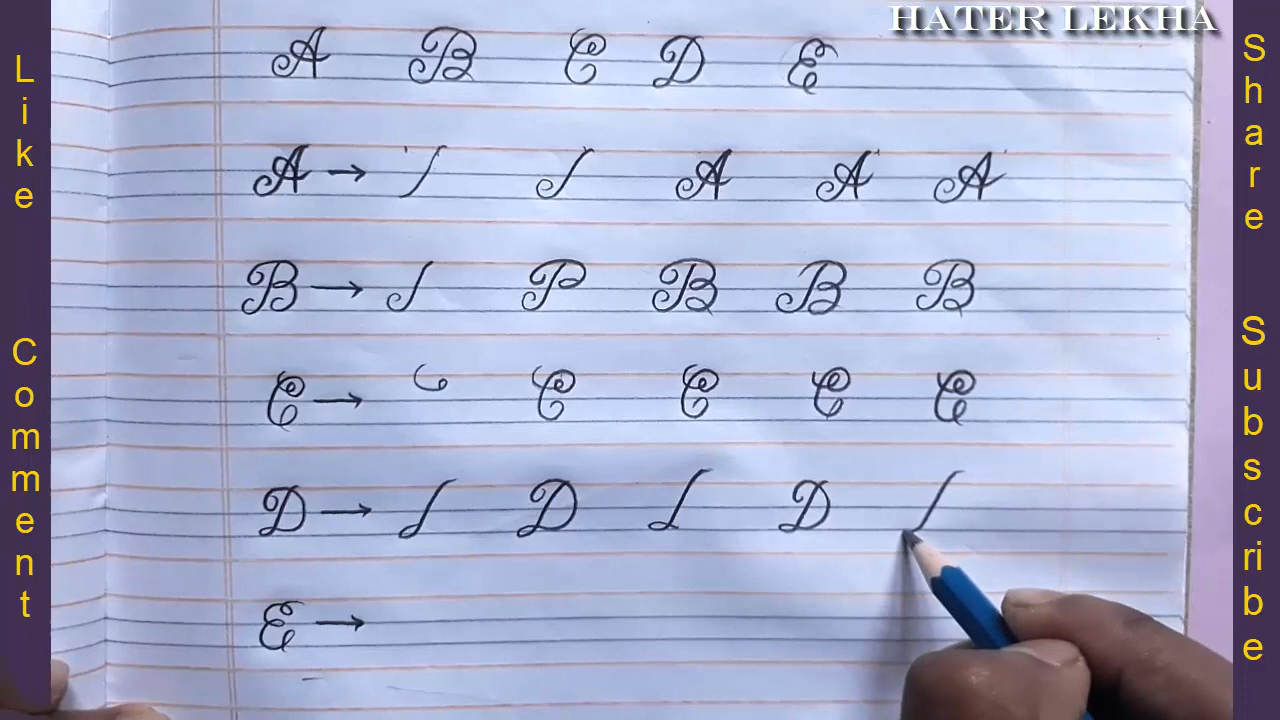 HATER LEKHA
Like Comment
A B C D E
A → A A A
B → P B B B
C → C C C C
D → D D
E →
Share Subscribe